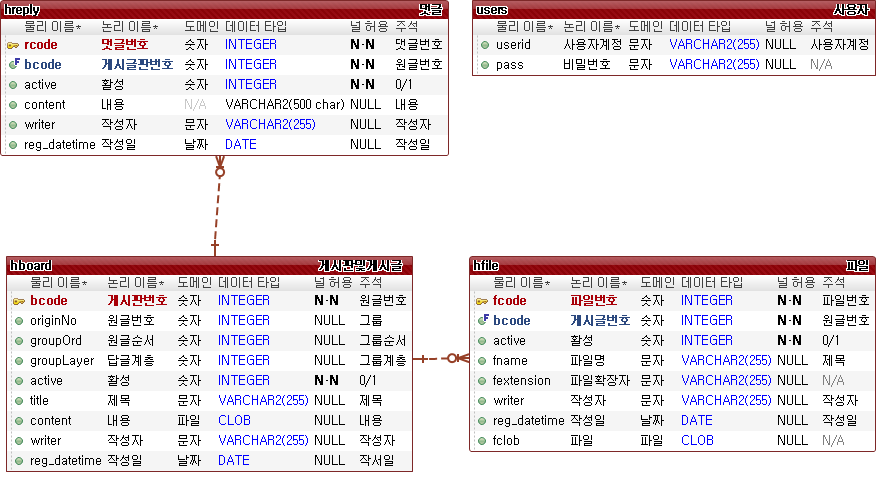 hreply 댓글
물리 이름* 논리 이름* 도메인 데이터 타입 널 허용 주석
rcode 댓글번호 숫자 INTEGER N-N 댓글번호
bcode 게시글판번호 숫자 INTEGER N-N 원글번호
active 활성 숫자 INTEGER N-N 0/1
content 내용 N/A VARCHAR2(500 char) NULL 내용
writer 작성자 문자 VARCHAR2(255) NULL 작성자
reg_datetime 작성일 날짜 DATE NULL 작성일
users 사용자
물리 이름* 논리 이름* 도메인 데이터 타입 널 허용 주석
userid 사용자계정 문자 VARCHAR2(255) NULL 사용자계정
pass 비밀번호 문자 VARCHAR2(255) NULL N/A
hboard 게시판및게시글
물리 이름* 논리 이름* 도메인 데이터 타입 널 허용 주석
bcode 게시판번호 숫자 INTEGER N-N 원글번호
originNo 원글번호 숫자 INTEGER NULL 그룹
groupOrd 원글순서 숫자 INTEGER NULL 그룹순서
groupLayer 답글계층 숫자 INTEGER NULL 그룹계층
active 활성 숫자 INTEGER N-N 0/1
title 제목 문자 VARCHAR2(255) NULL 제목
content 내용 파일 CLOB NULL 내용
writer 작성자 문자 VARCHAR2(255) NULL 작성자
reg_datetime 작성일 날짜 DATE NULL 작서일
hfile 파일
물리 이름* 논리 이름* 도메인 데이터 타입 널 허용 주석
fcode 파일번호 숫자 INTEGER N-N 파일번호
bcode 게시글번호 숫자 INTEGER N-N 원글번호
active 활성 숫자 INTEGER N-N 0/1
fname 파일명 문자 VARCHAR2(255) NULL 제목
fextension 파일확장자 문자 VARCHAR2(255) NULL N/A
writer 작성자 문자 VARCHAR2(255) NULL 작성자
reg_datetime 작성일 날짜 DATE NULL 작성일
fclob 파일 파일 CLOB NULL N/A